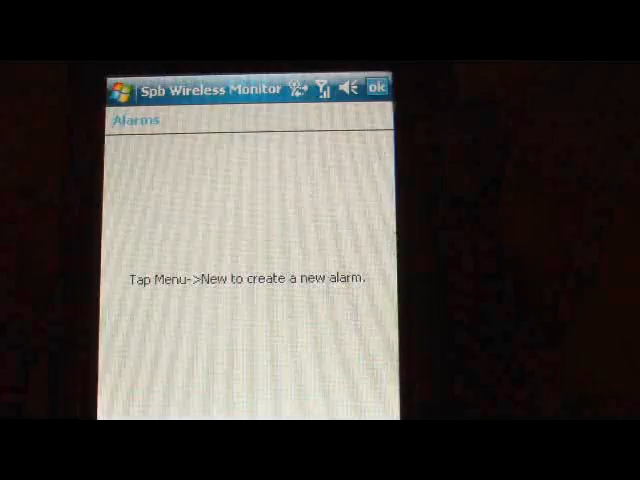 Spb Wireless Monitor ok
Alarms
Tap Menu->New to create a new alarm.